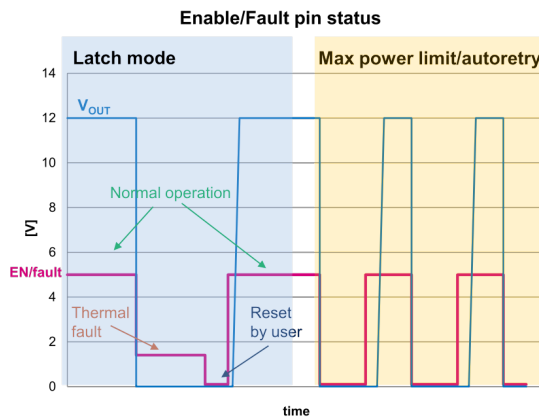 Enable/Fault pin status
Latch mode
Max power limit/autoretry
14
12
10
8
6
4
2
0
[V]
VOUT
Normal operation
EN/fault
Thermal
fault
Reset
by user
time